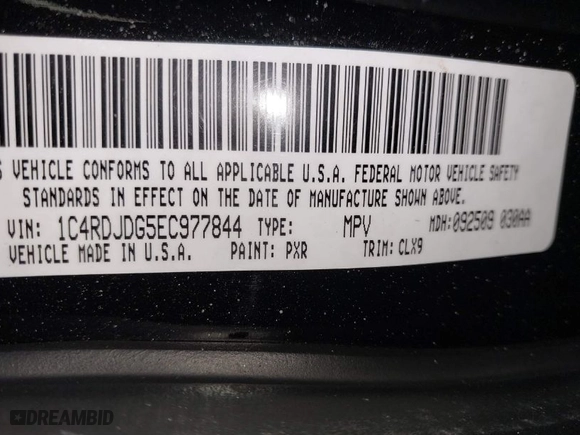 VEHICLE CONFORMS TO ALL APPLICABLE U.S.A. FEDERAL MOTOR VEHICLE SAFETY
STANDARDS IN EFFECT ON THE DATE OF MANUFACTURE SHOWN ABOVE.
VIN: 1C4RDJDG5EC977844 TYPE: MPV MDH: 092509 030AA
VEHICLE MADE IN U.S.A. PAINT: PXR TRIM: CLX9
DREAMBID